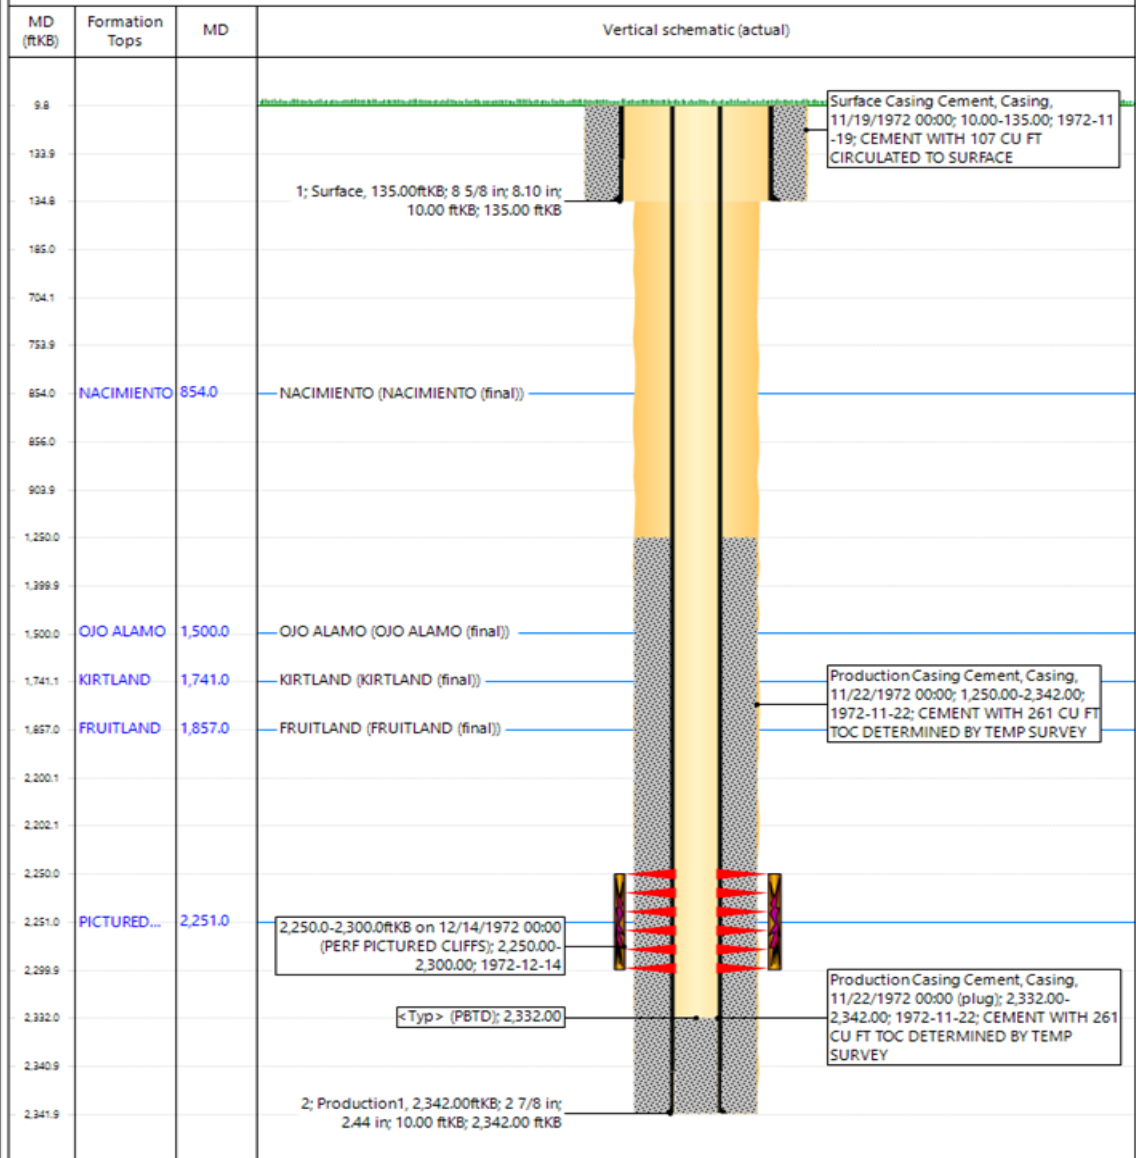 MD
(ftKB)
Formation
Tops
MD
Vertical schematic (actual)
9.8
Surface Casing Cement, Casing,
11/19/1972 00:00; 10.00-135.00; 1972-11
-19; CEMENT WITH 107 CU FT
CIRCULATED TO SURFACE
133.9
1; Surface, 135.00ftKB; 8 5/8 in; 8.10 in;
10.00 ftKB; 135.00 ftKB
134.8
185.0
704.1
753.9
854.0 NACIMIENTO 854.0 NACIMIENTO (NACIMIENTO (final))
856.0
903.9
1,250.0
1,399.9
1,500.0 OJO ALAMO 1,500.0 OJO ALAMO (OJO ALAMO (final))
1,741.1 KIRTLAND 1,741.0 KIRTLAND (KIRTLAND (final))
Production Casing Cement, Casing,
11/22/1972 00:00; 1,250.00-2,342.00;
1972-11-22; CEMENT WITH 261 CU FT
TOC DETERMINED BY TEMP SURVEY
1,857.0 FRUITLAND 1,857.0 FRUITLAND (FRUITLAND (final))
2,200.1
2,202.1
2,250.0
2,251.0 PICTURED... 2,251.0
2,250.0-2,300.0ftKB on 12/14/1972 00:00
(PERF PICTURED CLIFFS); 2,250.00-
2,300.00; 1972-12-14
2,299.9
Production Casing Cement, Casing,
11/22/1972 00:00 (plug); 2,332.00-
2,342.00; 1972-11-22; CEMENT WITH 261
CU FT TOC DETERMINED BY TEMP
SURVEY
2,332.0
<Typ> (PBTD); 2,332.00
2,340.9
2; Production1, 2,342.00ftKB; 2 7/8 in;
2.44 in; 10.00 ftKB; 2,342.00 ftKB
2,341.9